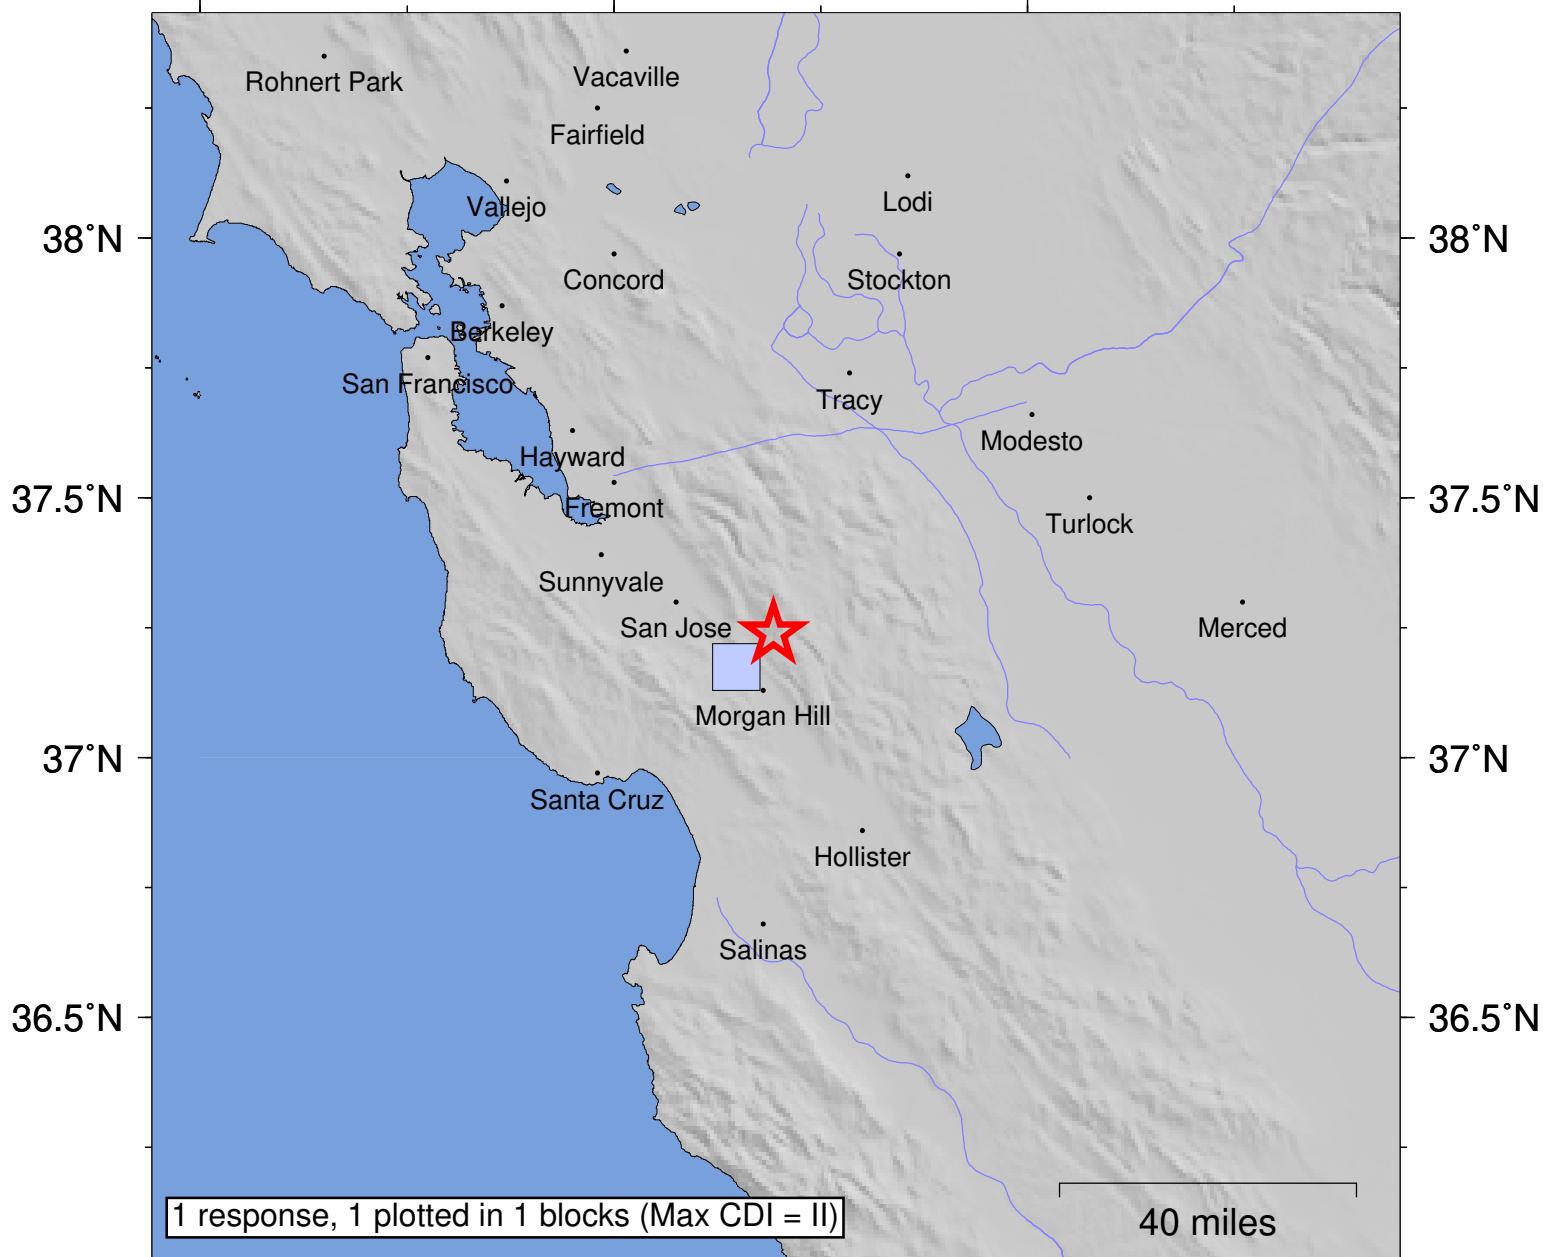 Rohnert Park
Vacaville
Fairfield
Vallejo
Lodi
38˚N
38˚N
Concord
Stockton
Berkeley
San Francisco
Tracy
Modesto
Hayward
37.5˚N
37.5˚N
Fremont
Turlock
Sunnyvale
San Jose
Merced
Morgan Hill
37˚N
37˚N
Santa Cruz
Hollister
Salinas
36.5˚N
36.5˚N
1 response, 1 plotted in 1 blocks (Max CDI = II)
40 miles